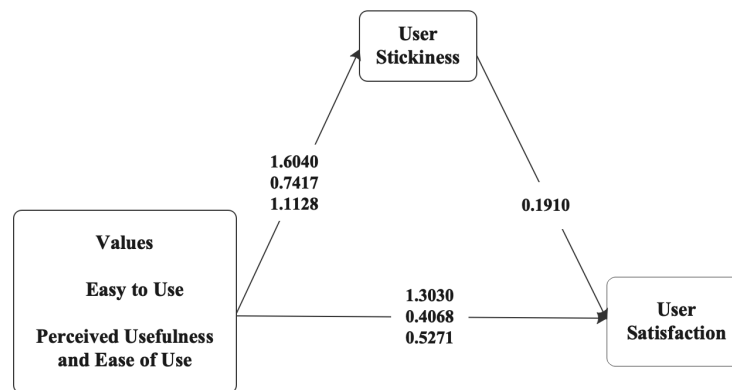 User
Stickiness
1.6040
0.7417
1.1128
0.1910
Values
Easy to Use
Perceived Usefulness
and Ease of Use
1.3030
0.4068
0.5271
User
Satisfaction